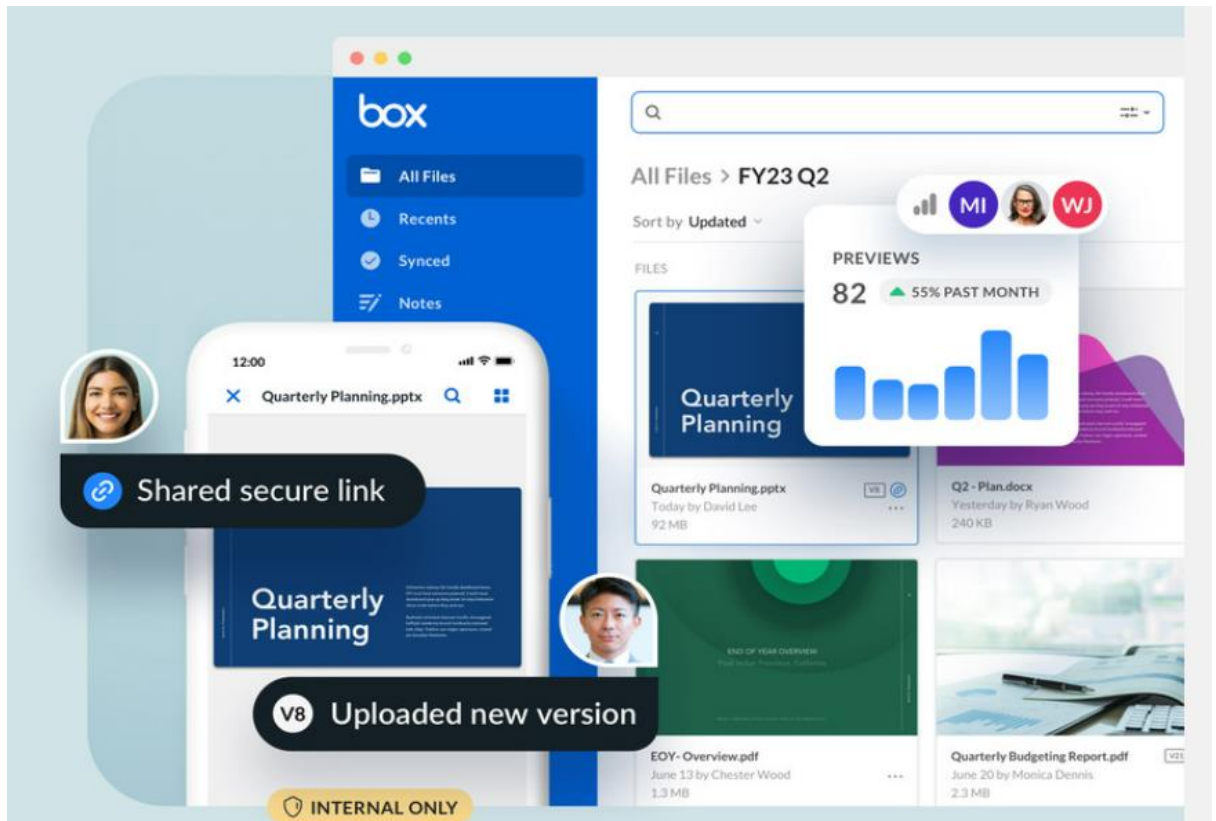 box
All Files
Recents
Synced
Notes
All Files > FY23 Q2
Sort by Updated
FILES
MI
WJ
PREVIEWS
82
55% PAST MONTH
Quarterly
Planning
Quarterly Planning.pptx
V8
Today by David Lee
92 MB
Q2 - Plan.docx
Yesterday by Ryan Wood
240 KB
END OF YEAR OVERVIEW
EOY- Overview.pdf
June 13 by Chester Wood
1.3 MB
Quarterly Budgeting Report.pdf
June 20 by Monica Dennis
2.3 MB
12:00
Quarterly Planning.pptx
Shared secure link
Quarterly
Planning
V8 Uploaded new version
INTERNAL ONLY